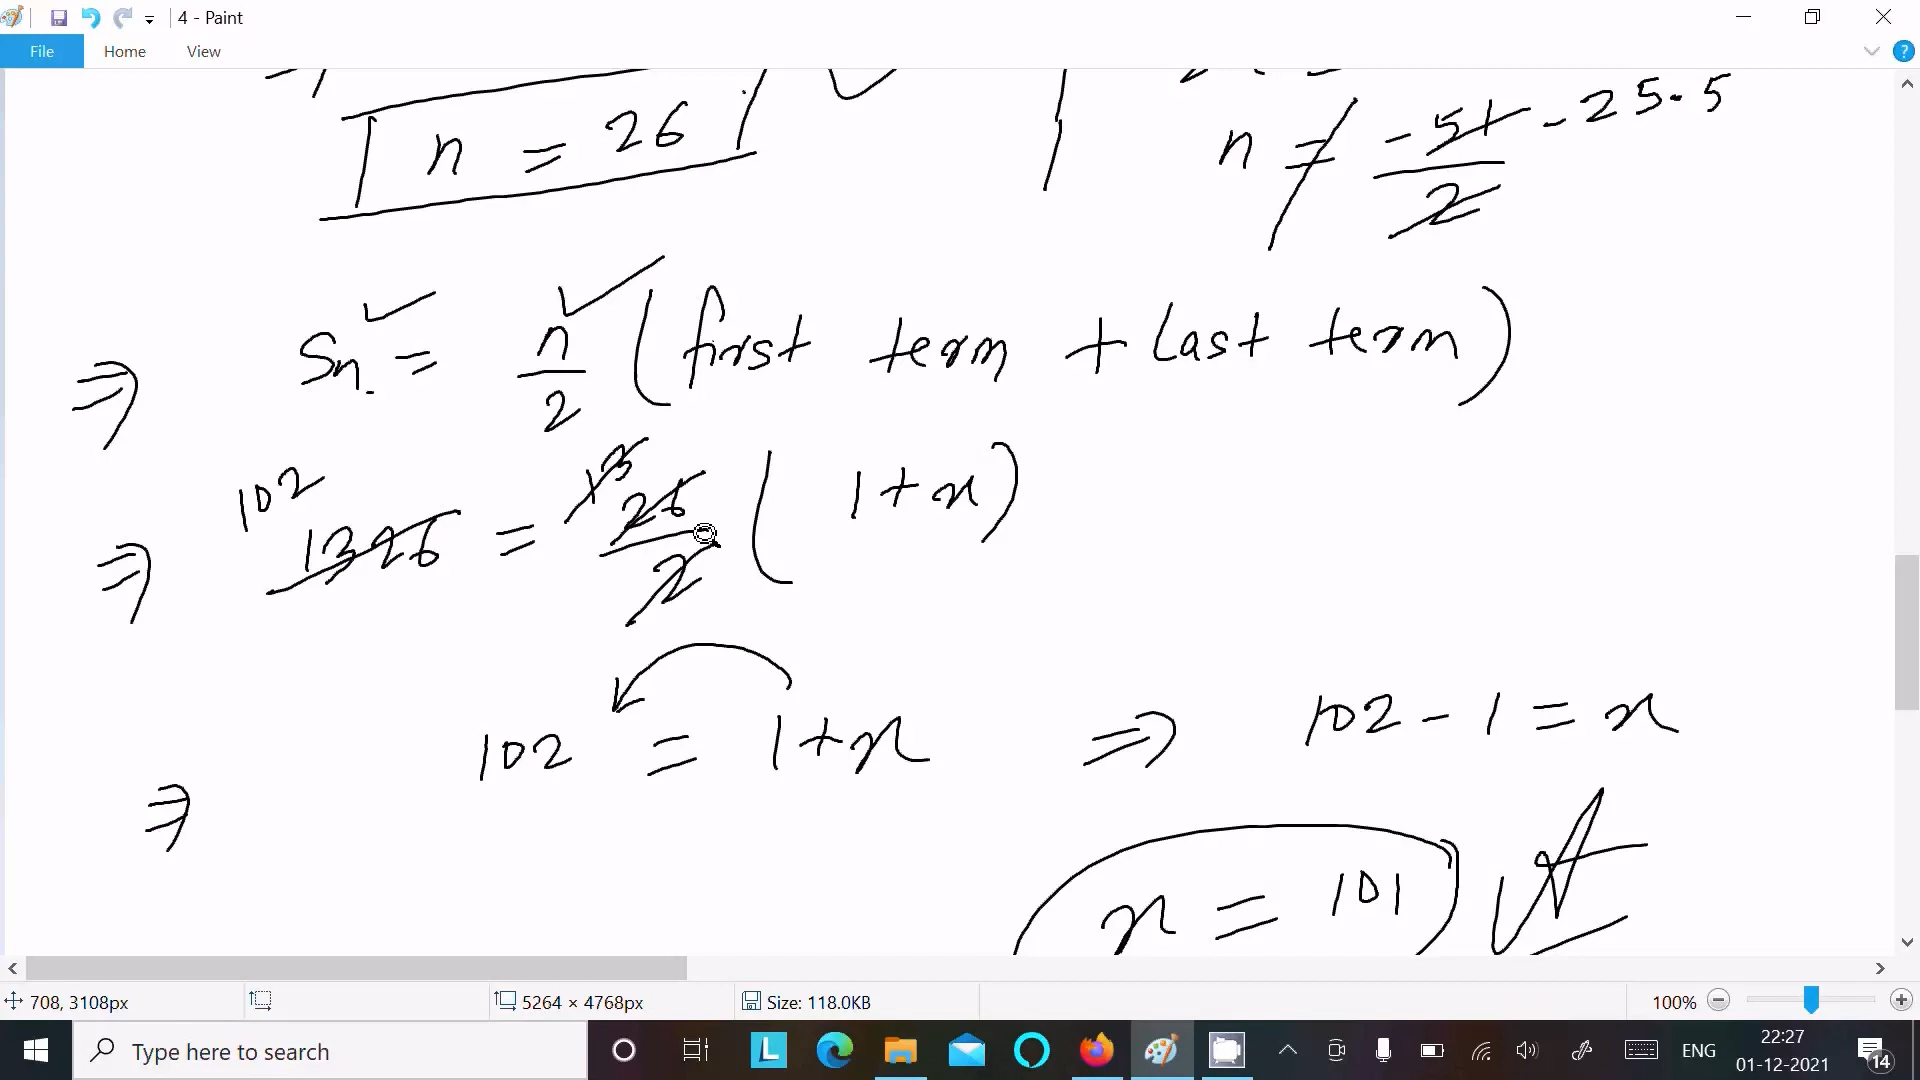 4 - Paint
File Home View
n = 26
n ≠ -51/2 - 25.5
⇒ Sn = n/2 (first term + Last term)
102 13
⇒ 1326 = 26/2 (1+x)
⇒ 102 = 1+x ⇒ 102 - 1 = x
x = 101
708, 3108px 5264 × 4768px Size: 118.0KB 100%
Type here to search L ENG 22:27
01-12-2021 14